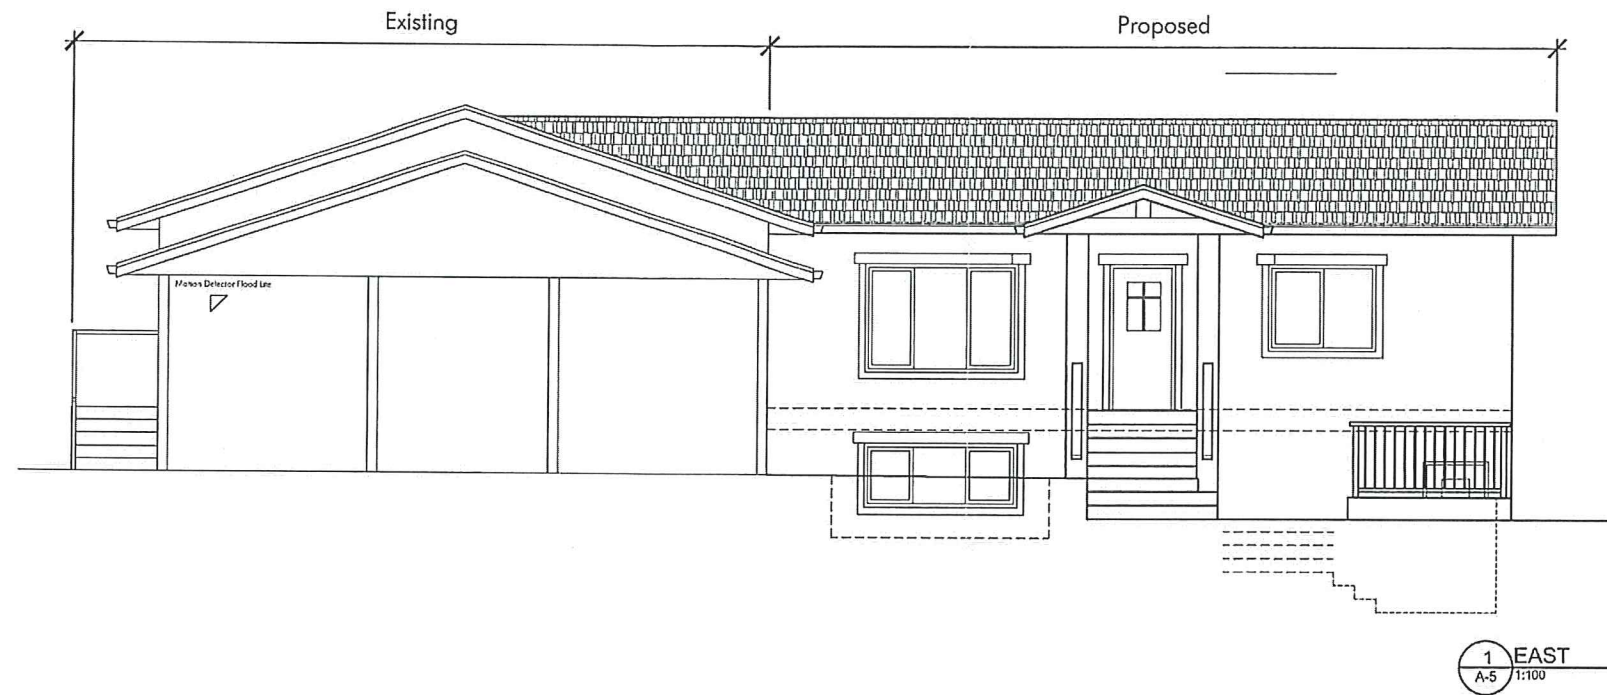 Existing
Proposed
Motion Detector Flood Lite
1
EAST
A-5
1:100